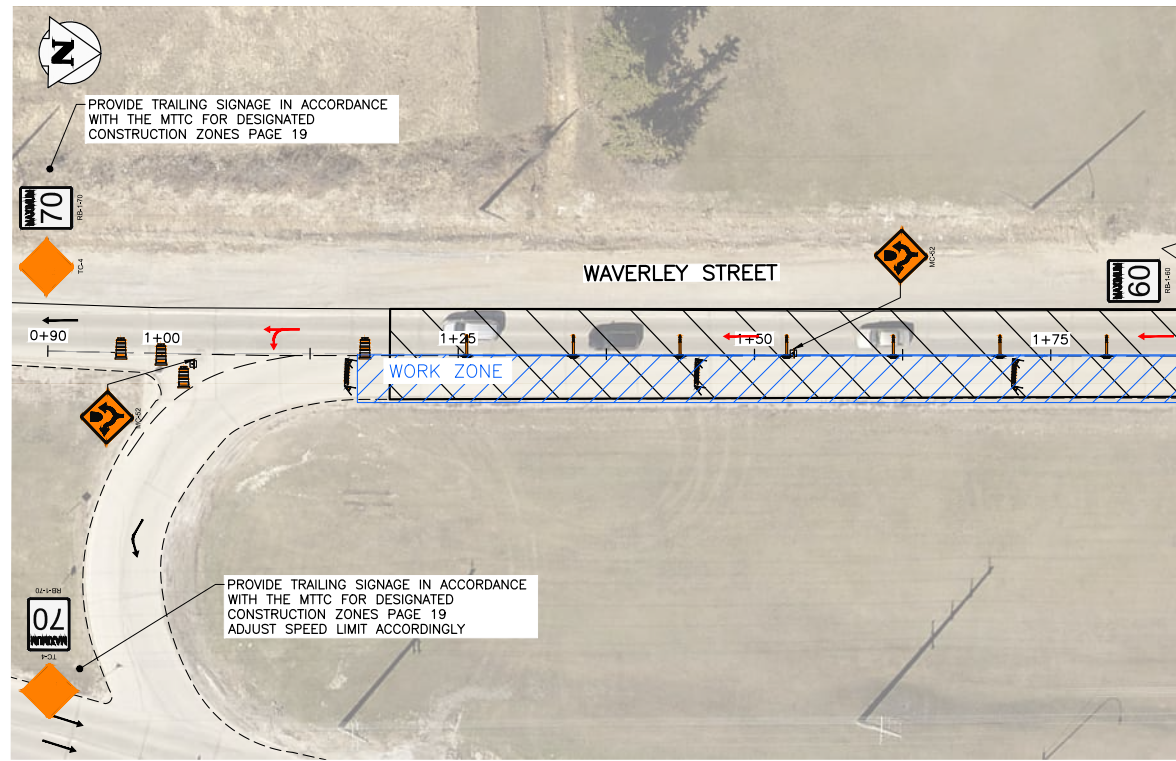 N
PROVIDE TRAILING SIGNAGE IN ACCORDANCE
WITH THE MTTC FOR DESIGNATED
CONSTRUCTION ZONES PAGE 19
MAXIMUM
70
RB-1-70
TC-4
WAVERLEY STREET
MC-52
MAXIMUM
60
RB-1-60
0+90
1+00
1+25
1+50
1+75
WORK ZONE
MC-52
PROVIDE TRAILING SIGNAGE IN ACCORDANCE
WITH THE MTTC FOR DESIGNATED
CONSTRUCTION ZONES PAGE 19
ADJUST SPEED LIMIT ACCORDINGLY
RB-1-70
70
MAXIMUM
TC-4